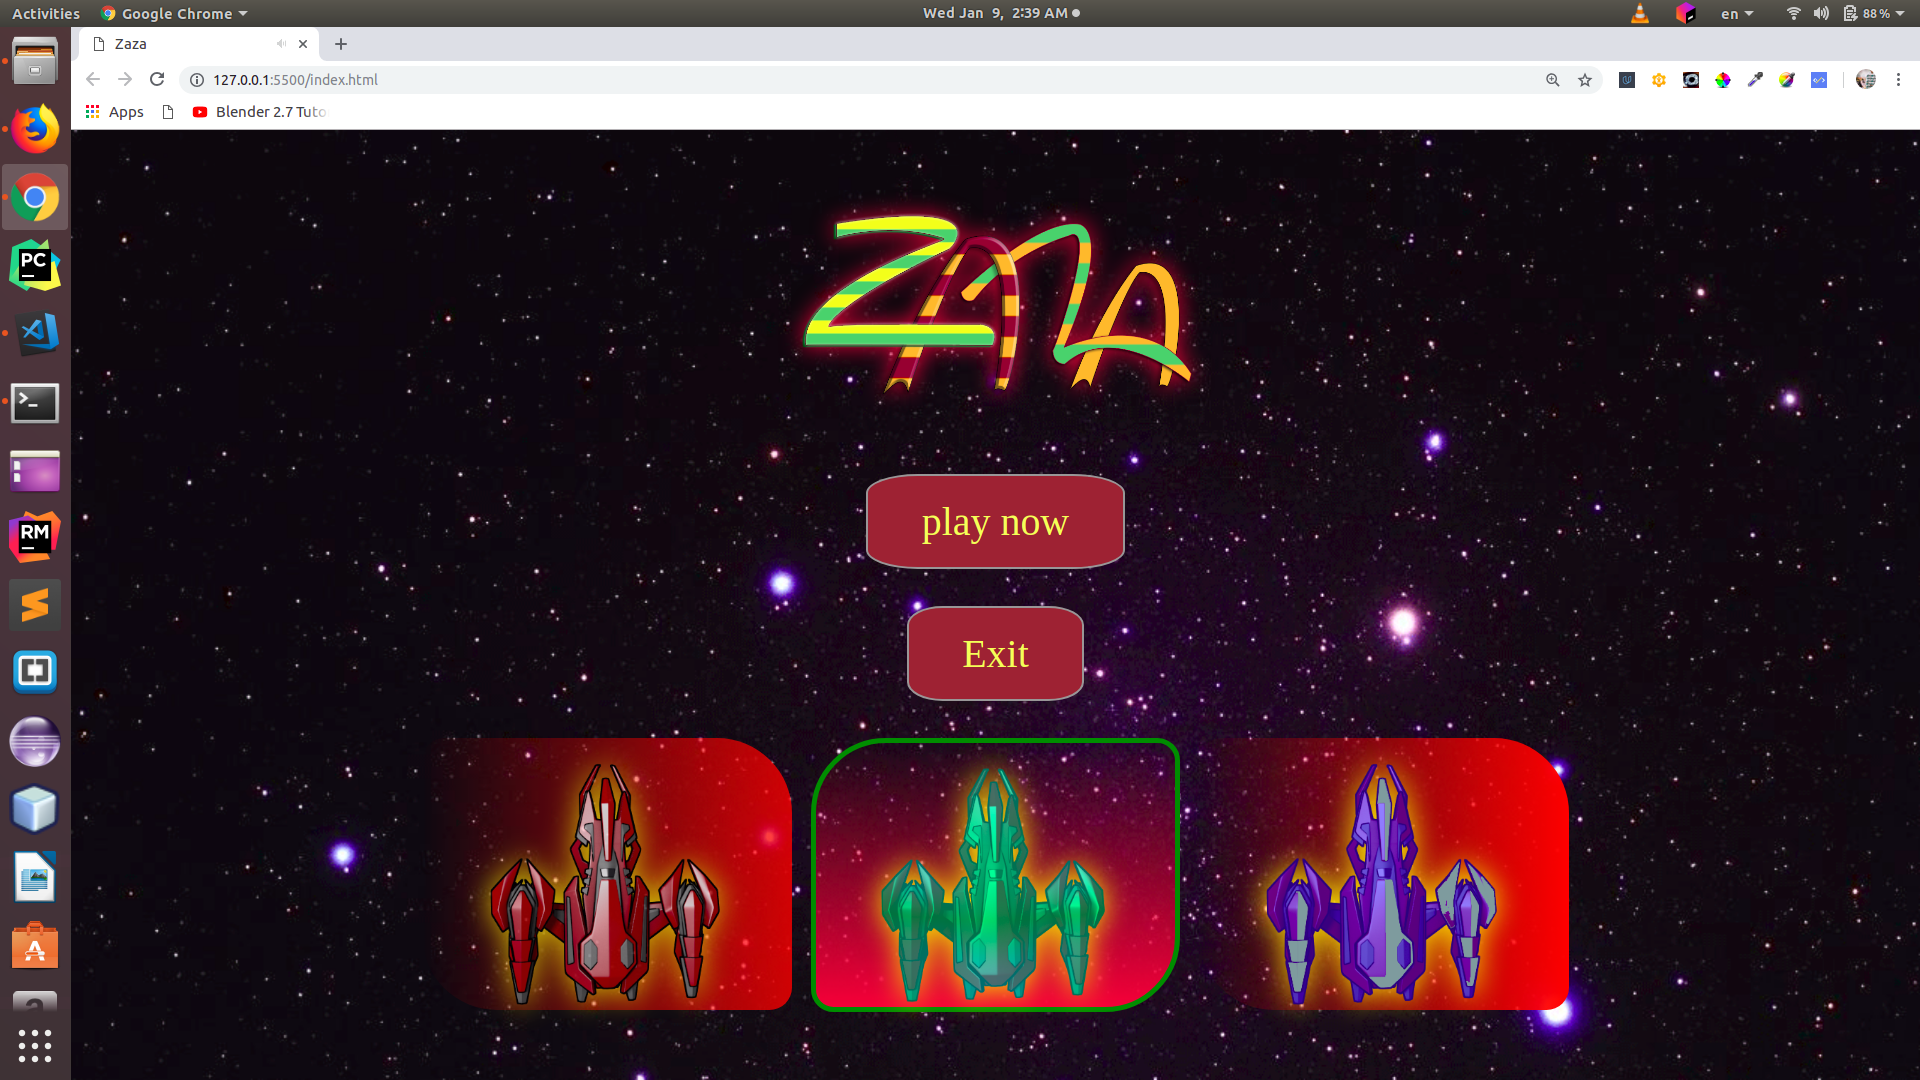 Activities Google Chrome Wed Jan 9, 2:39 AM en 88 %
Zaza
127.0.0.1:5500/index.html
Apps Blender 2.7 Tuto
PC
ZAZA
play now
Exit
RM